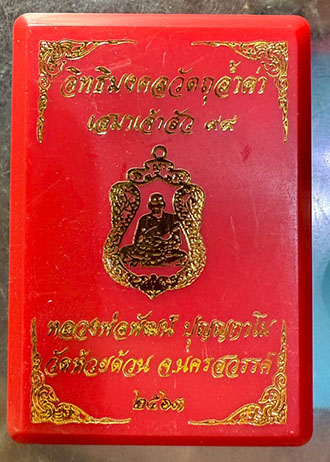 อิทธิมงคลวัตถุล้ำค่า
เสมาเจ้าสัว ๙๙
หลวงพ่อพัฒน์ ปุญญกาโม
วัดห้วยด้วน จ.นครสวรรค์
๒๕๖๓